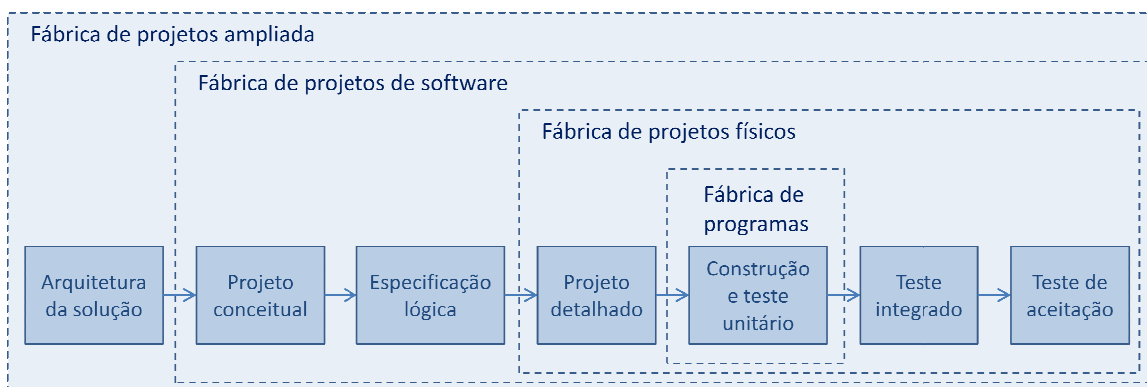 Fábrica de projetos ampliada
Fábrica de projetos de software
Fábrica de projetos físicos
Fábrica de
programas
Arquitetura
da solução
Projeto
conceitual
Especificação
lógica
Projeto
detalhado
Construção
e teste
unitário
Teste
integrado
Teste de
aceitação